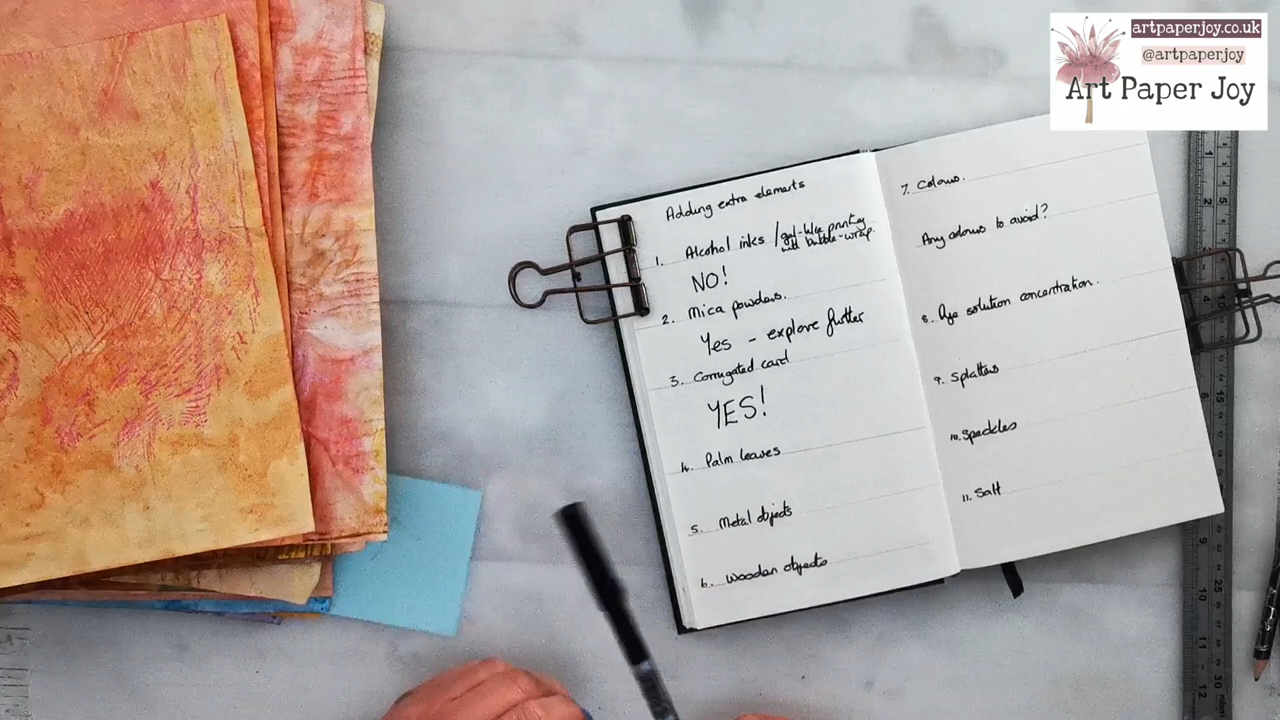 artpaperjoy.co.uk
@artpaperjoy
Art Paper Joy
Adding extra elements
1. Alcohol inks / gel-plate printing
with bubble-wrap.
NO!
2. Mica powders.
Yes - explore further
3. Corrugated card
YES!
4. Palm leaves
5. Metal objects
6. Wooden objects
7. Colours.
Any colours to avoid?
8. Dye solution concentration.
9. Splatters
10. Speckles
11. Salt